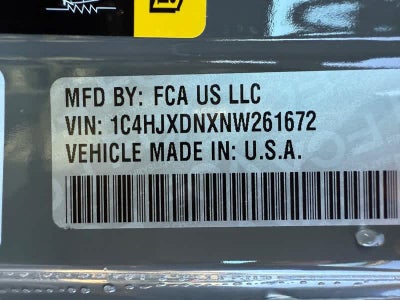 MFD BY: FCA US LLC
VIN: 1C4HJXDNXNW261672
VEHICLE MADE IN: U.S.A.